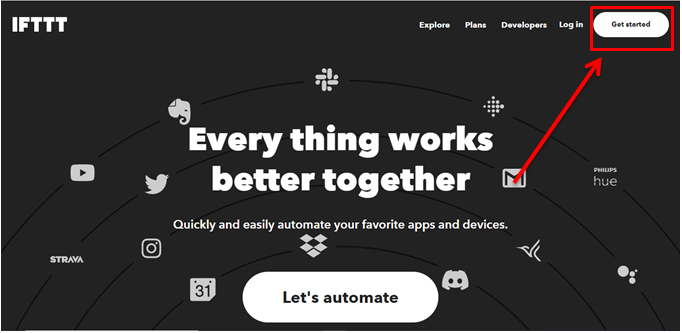 IFTTT
Explore Plans Developers Log in Get started
Every thing works
better together
PHILIPS
hue
Quickly and easily automate your favorite apps and devices.
STRAVA
31
Let's automate